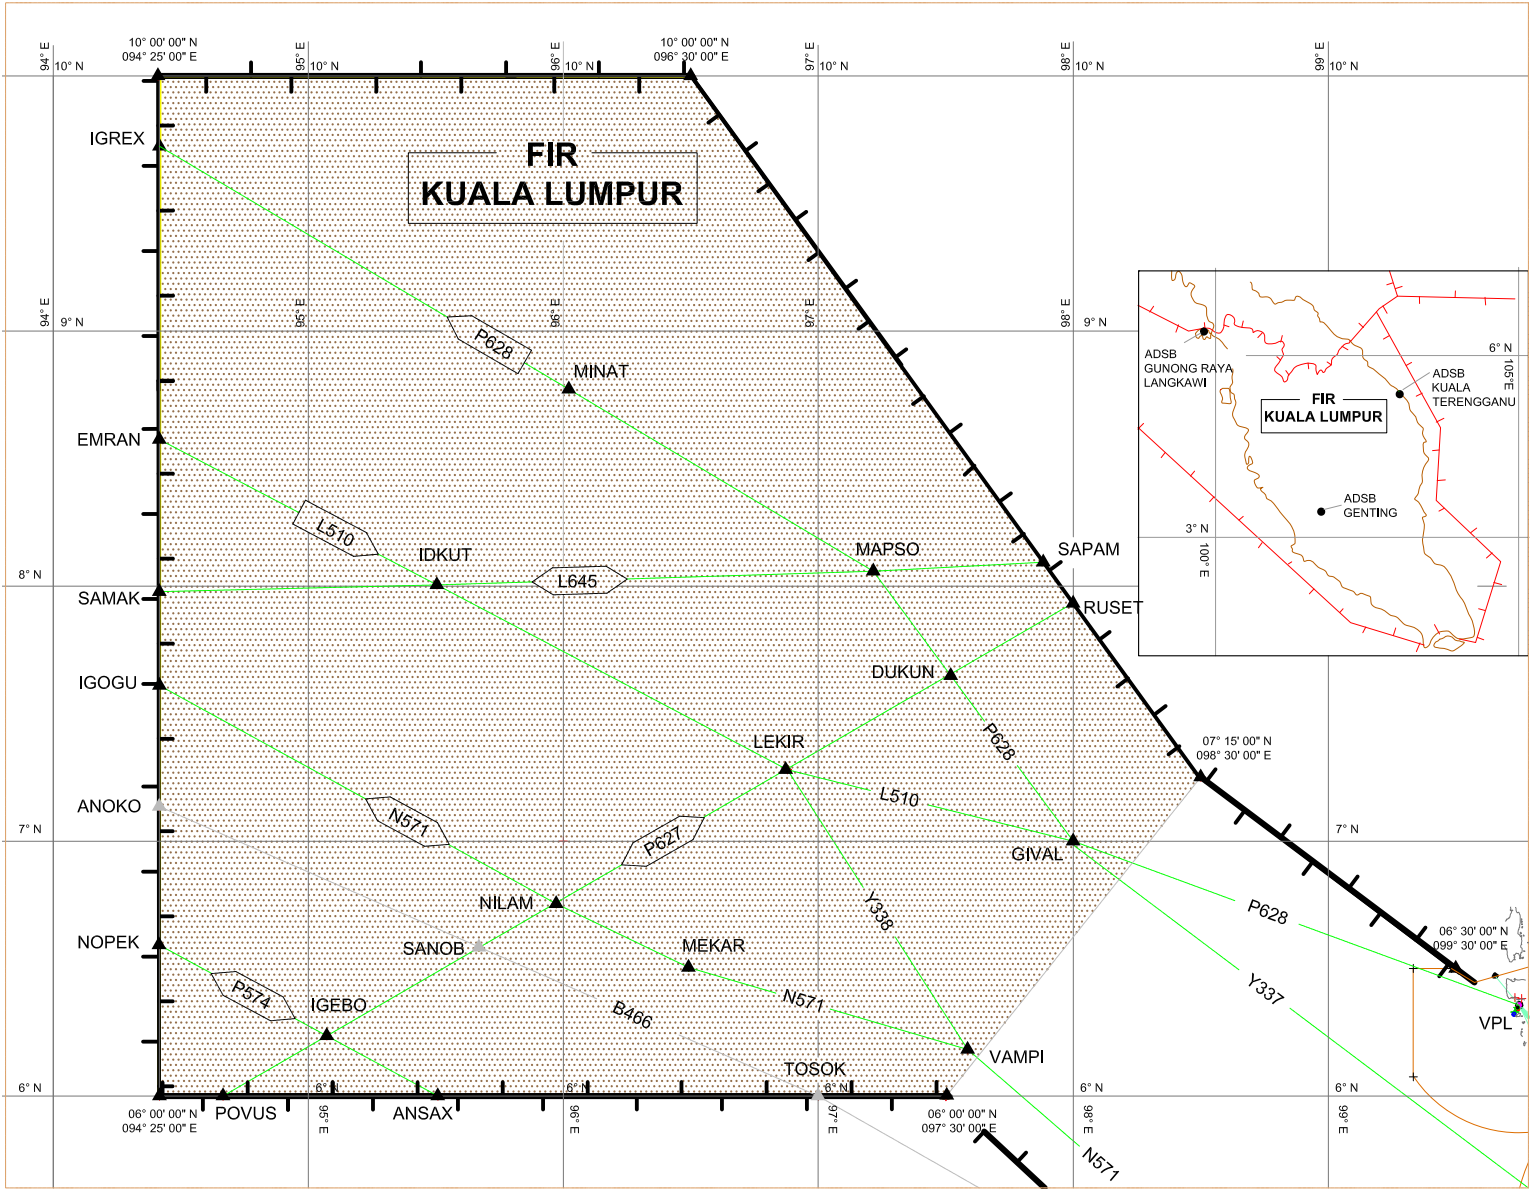 94° E
10° N
10° 00' 00" N
094° 25' 00" E
95° E
10° N
96° E
10° N
10° 00' 00" N
096° 30' 00" E
97° E
10° N
98° E
10° N
99° E
10° N
IGREX
FIR
KUALA LUMPUR
94° E
9° N
95° E
96° E
97° E
98° E
9° N
P628
MINAT
ADSB
GUNONG RAYA
LANGKAWI
6° N
105°E
ADSB
KUALA
TERENGGANU
FIR
KUALA LUMPUR
ADSB
GENTING
3° N
100° E
EMRAN
L510
IDKUT
MAPSO
SAPAM
8° N
L645
SAMAK
RUSET
IGOGU
DUKUN
LEKIR
P628
07° 15' 00" N
098° 30' 00" E
ANOKO
L510
7° N
N571
P627
GIVAL
7° N
NILAM
Y338
P628
NOPEK
SANOB
MEKAR
06° 30' 00" N
099° 30' 00" E
P574
IGEBO
N571
Y337
B466
VPL
VAMPI
TOSOK
6° N
6° N
6° N
6° N
6° N
6° N
06° 00' 00" N
094° 25' 00" E
POVUS
95° E
ANSAX
96° E
97° E
06° 00' 00" N
097° 30' 00" E
98° E
99° E
N571